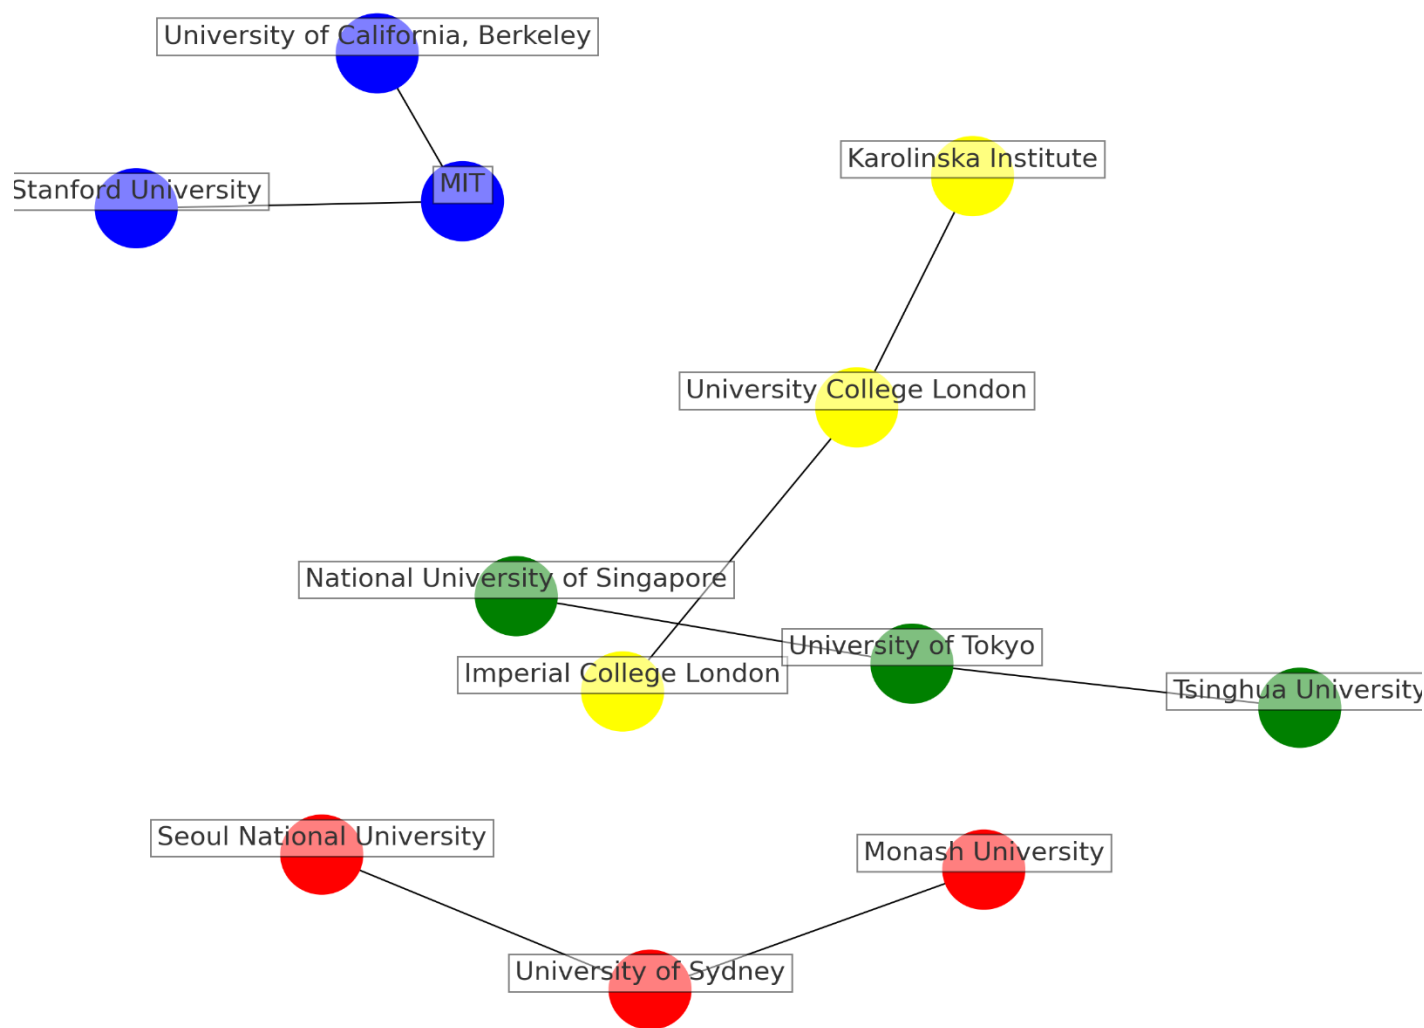 University of California, Berkeley
Karolinska Institute
Stanford University
MIT
University College London
National University of Singapore
University of Tokyo
Imperial College London
Tsinghua University
Seoul National University
Monash University
University of Sydney